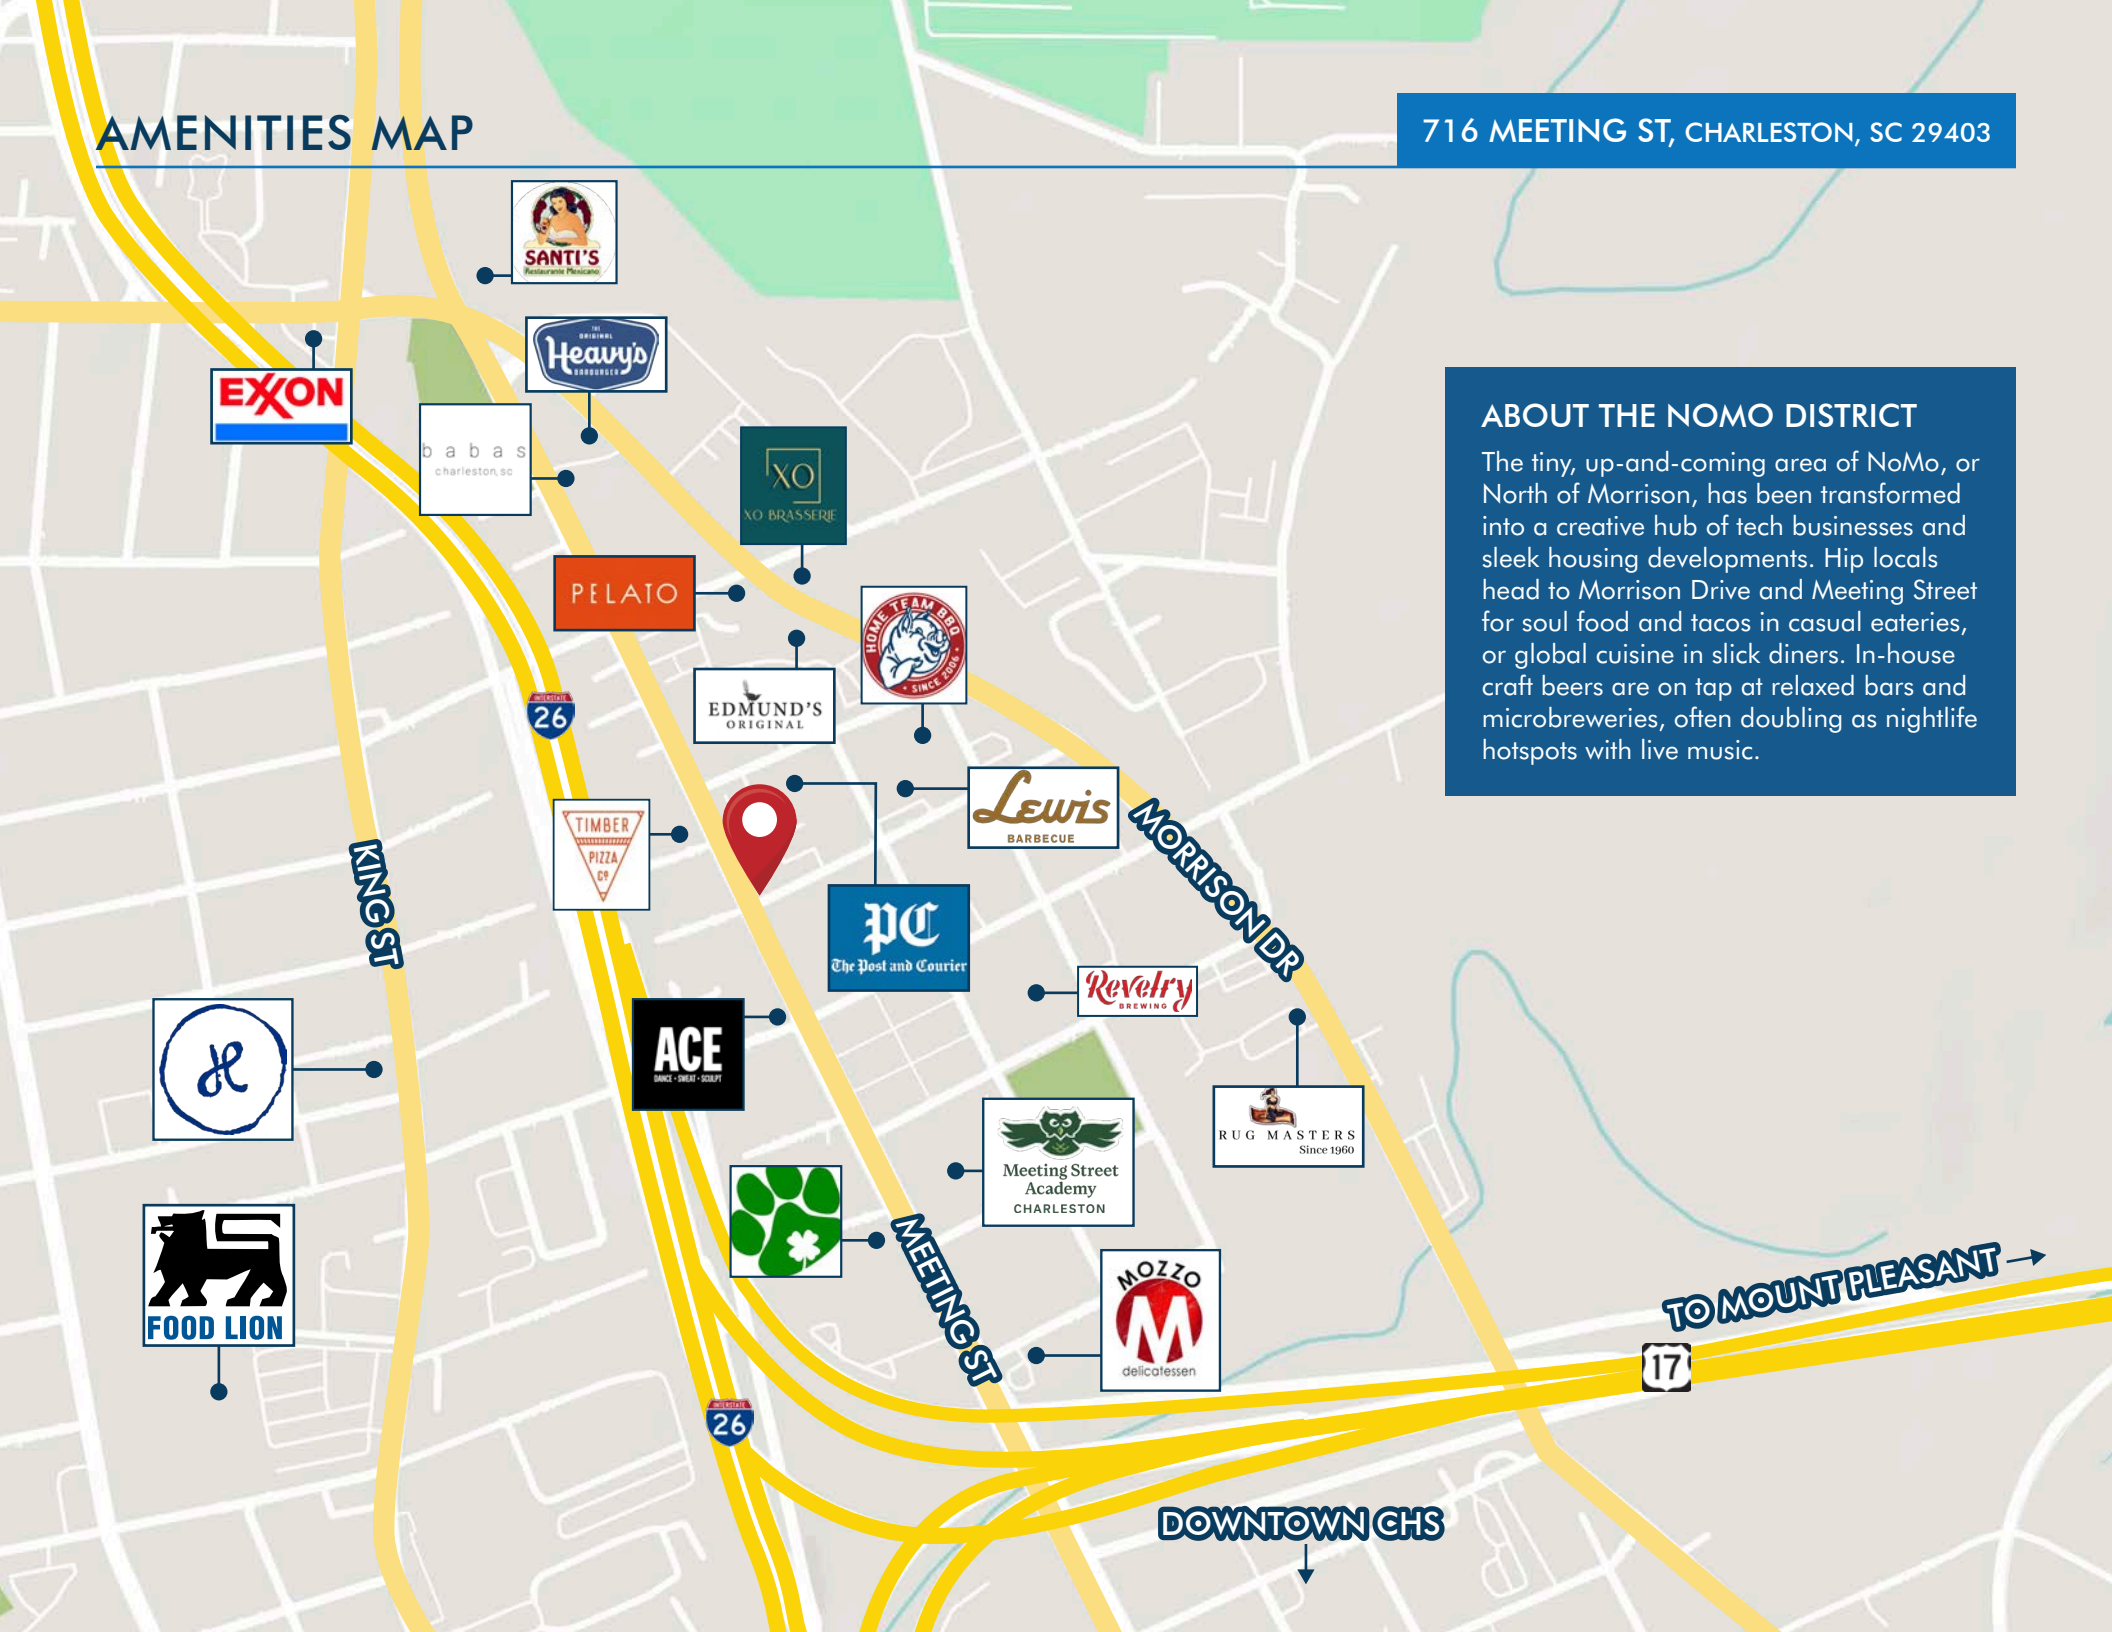 AMENITIES MAP
716 MEETING ST, CHARLESTON, SC 29403
SANTI'S
Restaurante Mexicano
THE
ORIGINAL
Heavy's
BARBURGER
EXXON
babas
charleston, sc
XO
XO BRASSERIE
ABOUT THE NOMO DISTRICT
The tiny, up-and-coming area of NoMo, or
North of Morrison, has been transformed
into a creative hub of tech businesses and
sleek housing developments. Hip locals
head to Morrison Drive and Meeting Street
for soul food and tacos in casual eateries,
or global cuisine in slick diners. In-house
craft beers are on tap at relaxed bars and
microbreweries, often doubling as nightlife
hotspots with live music.
PELATO
HOME TEAM BBQ
• SINCE 2006 •
EDMUND'S
ORIGINAL
INTERSTATE
26
Lewis
BARBECUE
TIMBER
PIZZA
CO
MORRISON DR
KING ST
PC
The Post and Courier
Revelry
BREWING
ACE
DANCE • SWEAT • SCULPT
H
RUG MASTERS
Since 1960
Meeting Street
Academy
CHARLESTON
MEETING ST
FOOD LION
MOZZO
M
delicatessen
TO MOUNT PLEASANT
17
INTERSTATE
26
DOWNTOWN CHS